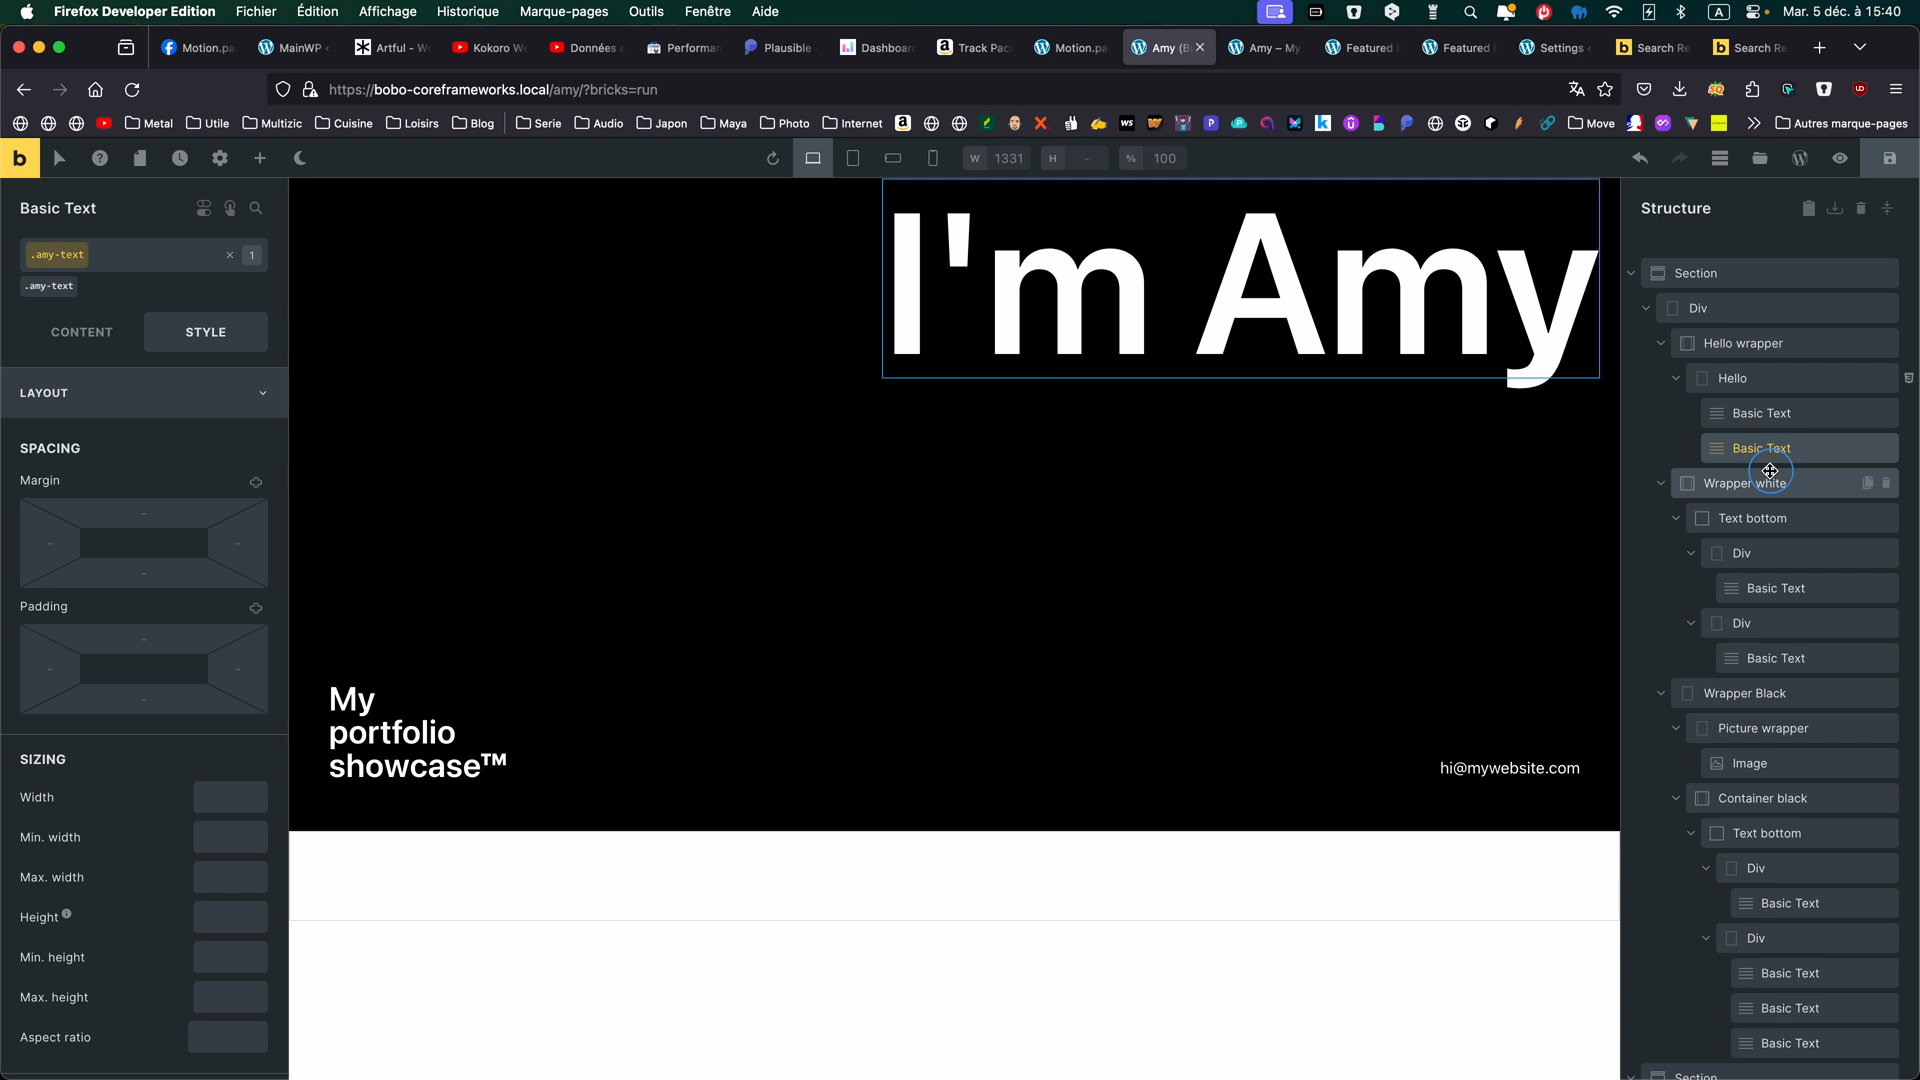 Firefox Developer Edition Fichier Édition Affichage Historique Marque-pages Outils Fenêtre Aide A Mar. 5 déc. à 15:40
Motion.pa MainWP Artful - W Kokoro We Données a Performan Plausible Dashboar Track Pac Motion.pa Amy (B Amy – My Featured i Featured i Settings Search Re Search Re
https://bobo-coreframeworks.local/amy/?bricks=run
Metal Utile Multizic Cuisine Loisirs Blog Serie Audio Japon Maya Photo Internet Move Autres marque-pages
b W 1331 H - % 100
Basic Text
.amy-text × 1
.amy-text
CONTENT STYLE
LAYOUT
SPACING
Margin
Padding
SIZING
Width
Min. width
Max. width
Height
Min. height
Max. height
Aspect ratio
I'm Amy
My
portfolio
showcase™
hi@mywebsite.com
Structure
Section
Div
Hello wrapper
Hello
Basic Text
Basic Text
Wrapper white
Text bottom
Div
Basic Text
Div
Basic Text
Wrapper Black
Picture wrapper
Image
Container black
Text bottom
Div
Basic Text
Div
Basic Text
Basic Text
Basic Text
Section